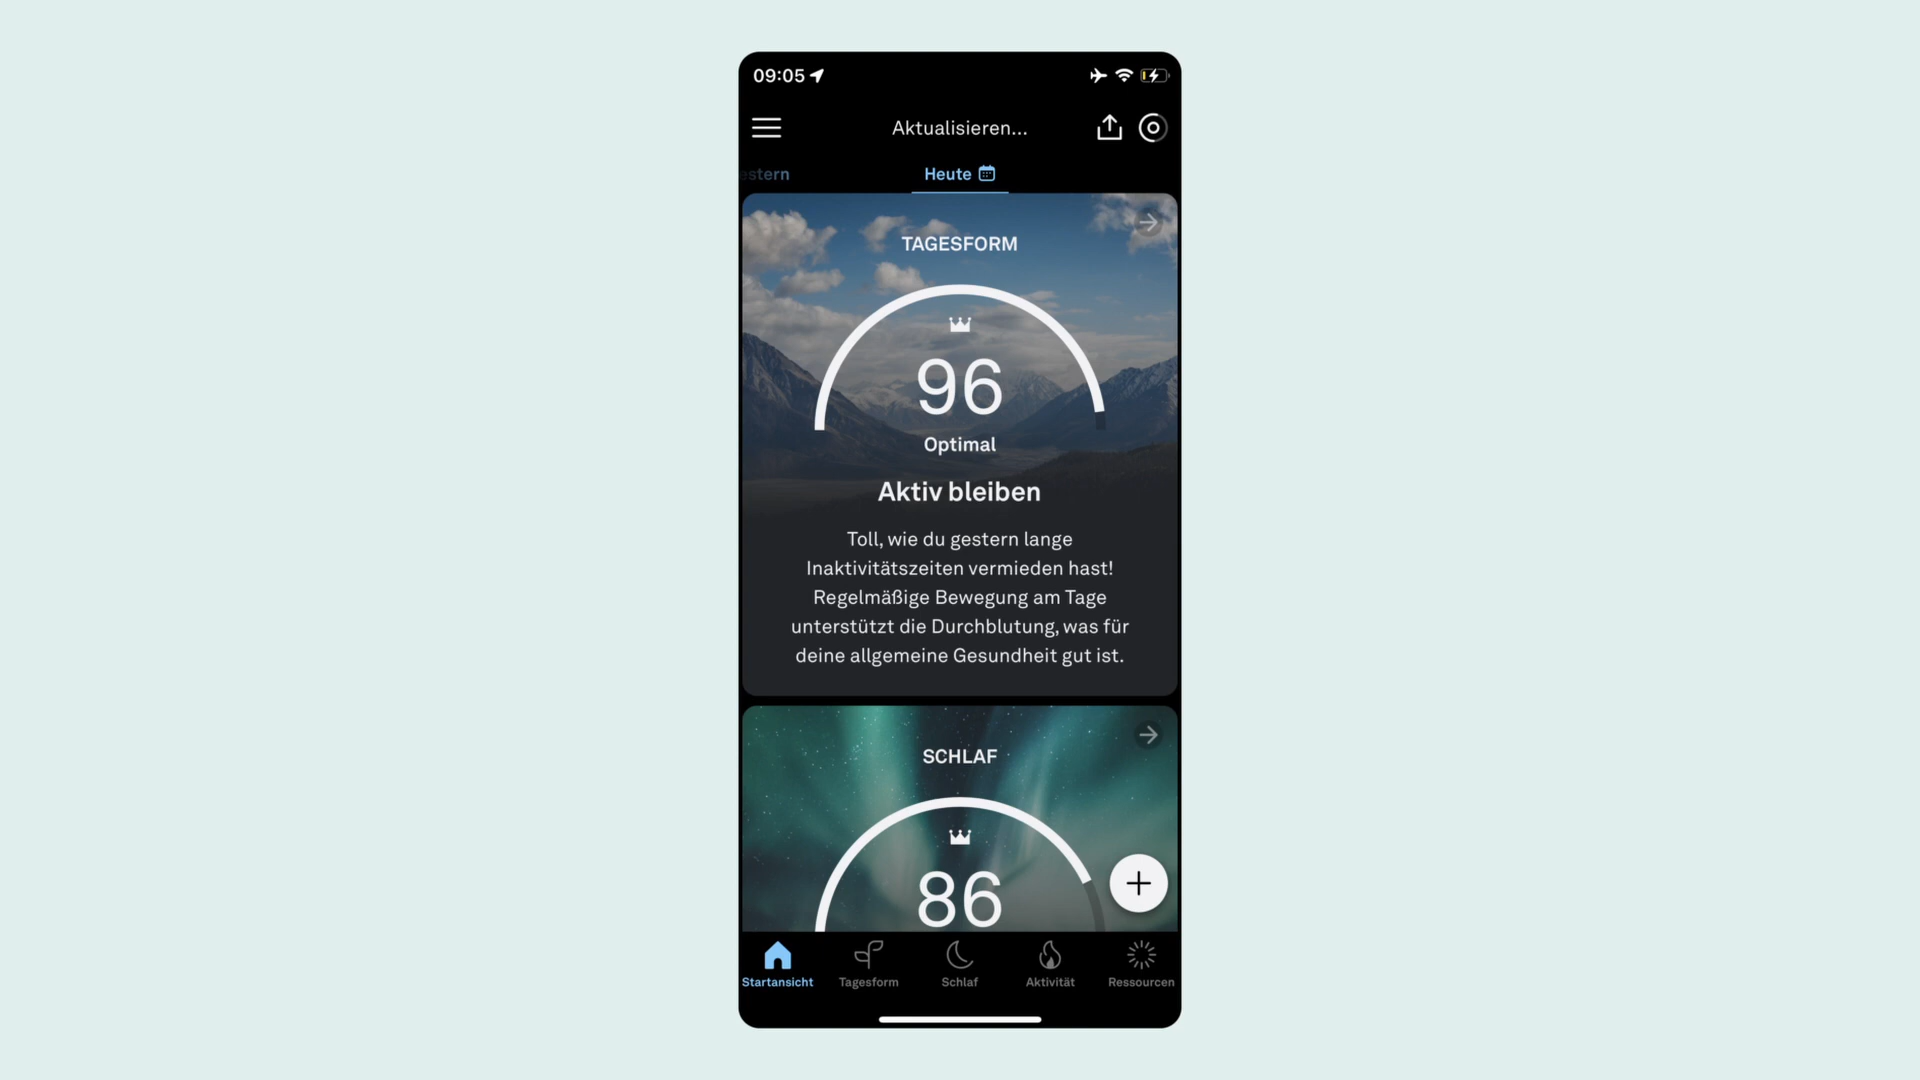 09:05
Aktualisieren...
estern
Heute
TAGESFORM
96
Optimal
Aktiv bleiben
Toll, wie du gestern lange
Inaktivitätszeiten vermieden hast!
Regelmäßige Bewegung am Tage
unterstützt die Durchblutung, was für
deine allgemeine Gesundheit gut ist.
SCHLAF
86
Startansicht
Tagesform
Schlaf
Aktivität
Ressourcen